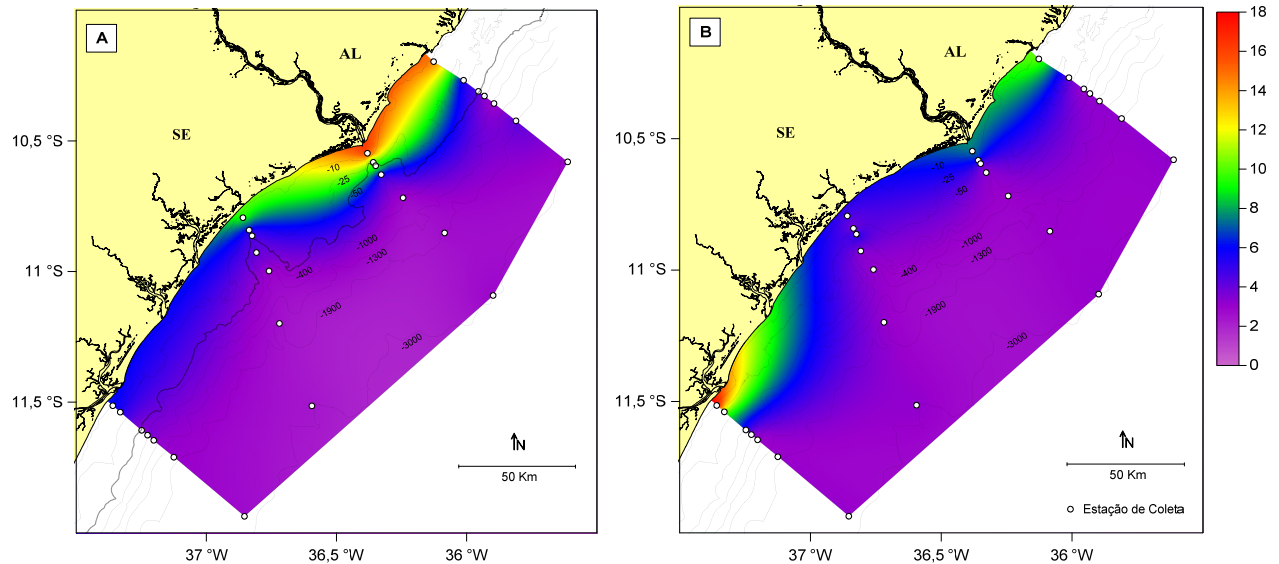 A
AL
SE
-10
-25
-50
-1000
-1300
-400
-1900
-3000
N
50 Km
10,5 °S
11 °S
11,5 °S
37 °W
36,5 °W
36 °W
B
AL
SE
-10
-25
-50
-1000
-1300
-400
-1900
-3000
N
50 Km
Estação de Coleta
10,5 °S
11 °S
11,5 °S
37 °W
36,5 °W
36 °W
18
16
14
12
10
8
6
4
2
0